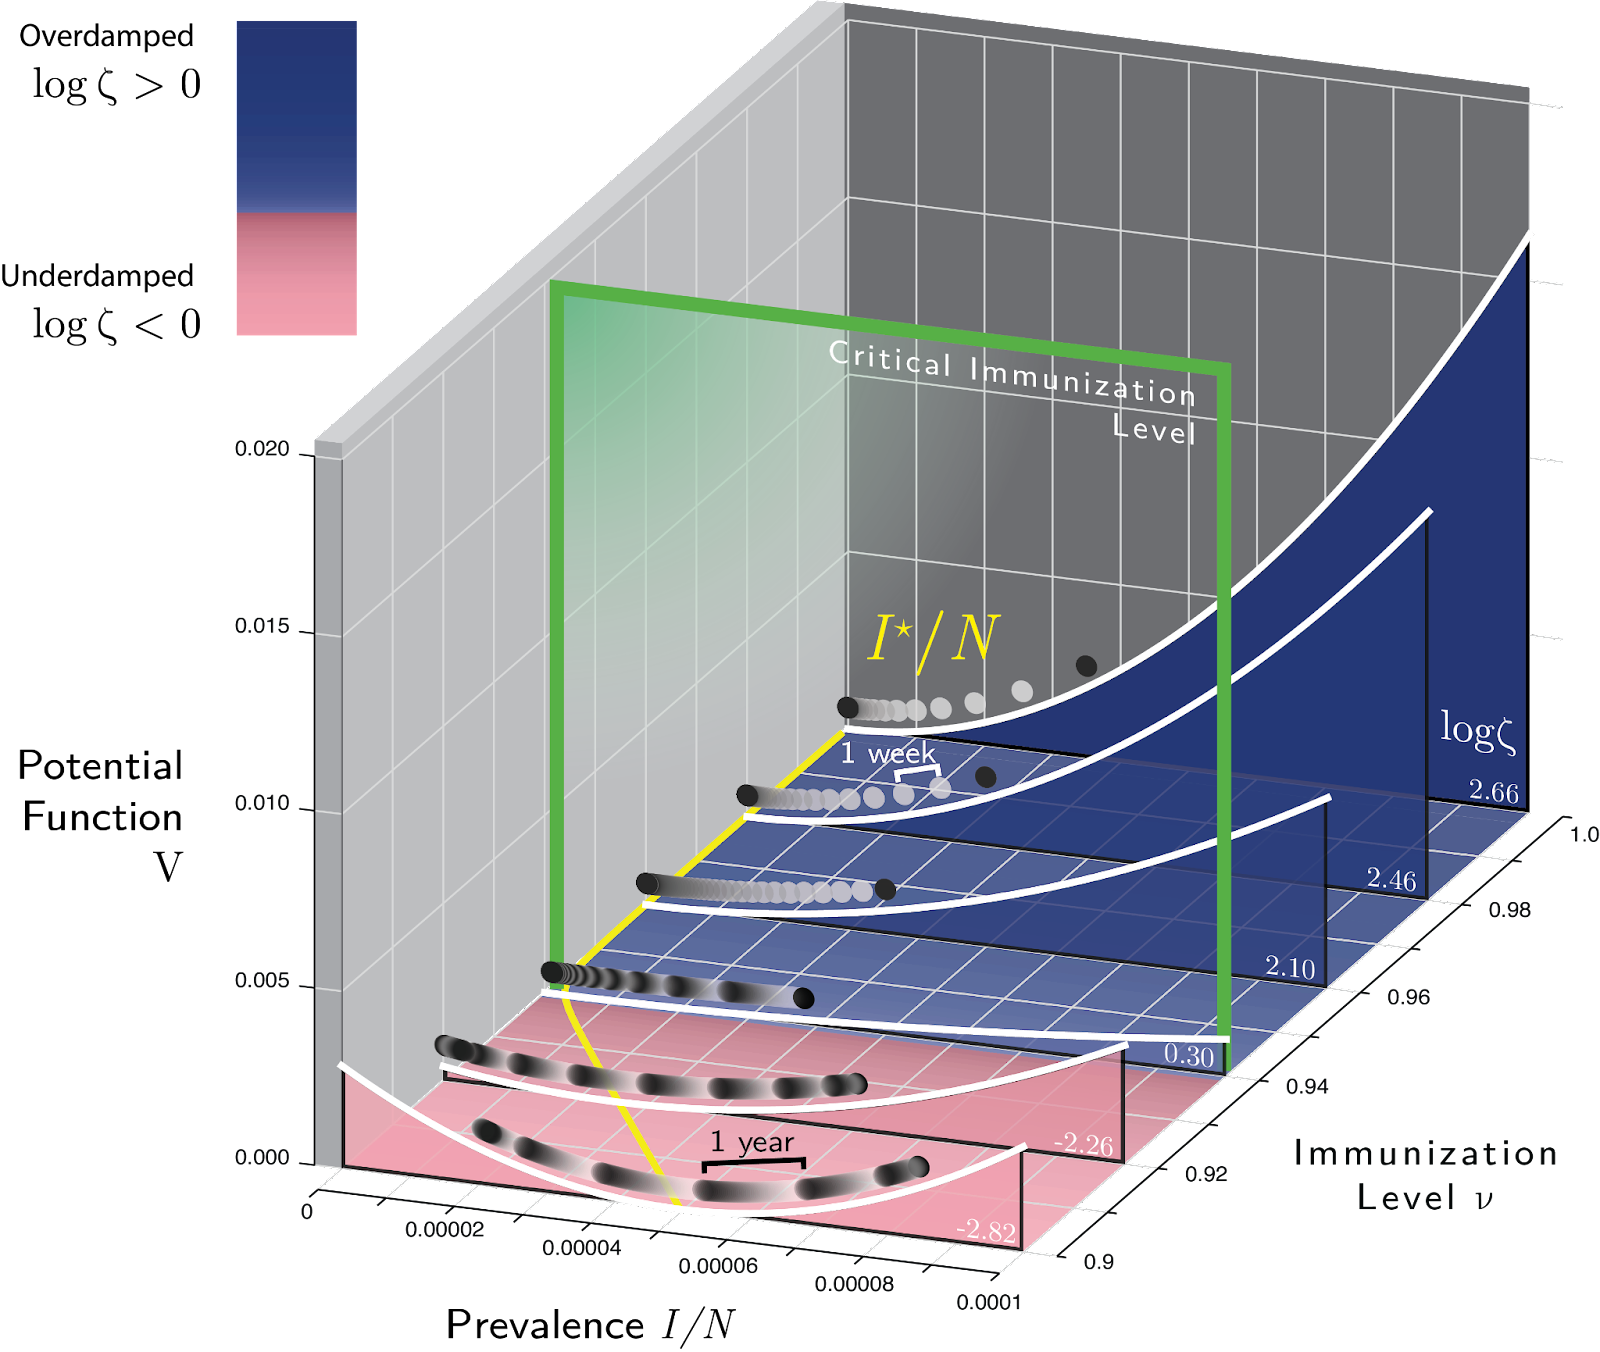 Overdamped
log ζ > 0
Underdamped
log ζ < 0
Critical Immunization
Level
0.020
0.015
0.010
0.005
0.000
Potential
Function
V
I⋆/N
1 week
1 year
logζ
2.66
2.46
2.10
0.30
-2.26
-2.82
1.0
0.98
0.96
0.94
0.92
0.9
Immunization
Level ν
0
0.00002
0.00004
0.00006
0.00008
0.0001
Prevalence I/N